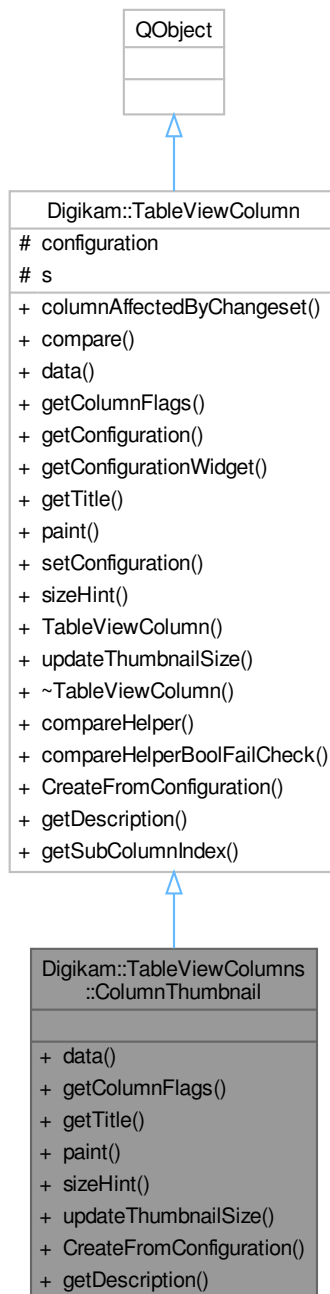 QObject
Digikam::TableViewColumn
# configuration
# s
+ columnAffectedByChangeset()
+ compare()
+ data()
+ getColumnFlags()
+ getConfiguration()
+ getConfigurationWidget()
+ getTitle()
+ paint()
+ setConfiguration()
+ sizeHint()
+ TableViewColumn()
+ updateThumbnailSize()
+ ~TableViewColumn()
+ compareHelper()
+ compareHelperBoolFailCheck()
+ CreateFromConfiguration()
+ getDescription()
+ getSubColumnIndex()
Digikam::TableViewColumns
::ColumnThumbnail
+ data()
+ getColumnFlags()
+ getTitle()
+ paint()
+ sizeHint()
+ updateThumbnailSize()
+ CreateFromConfiguration()
+ getDescription()